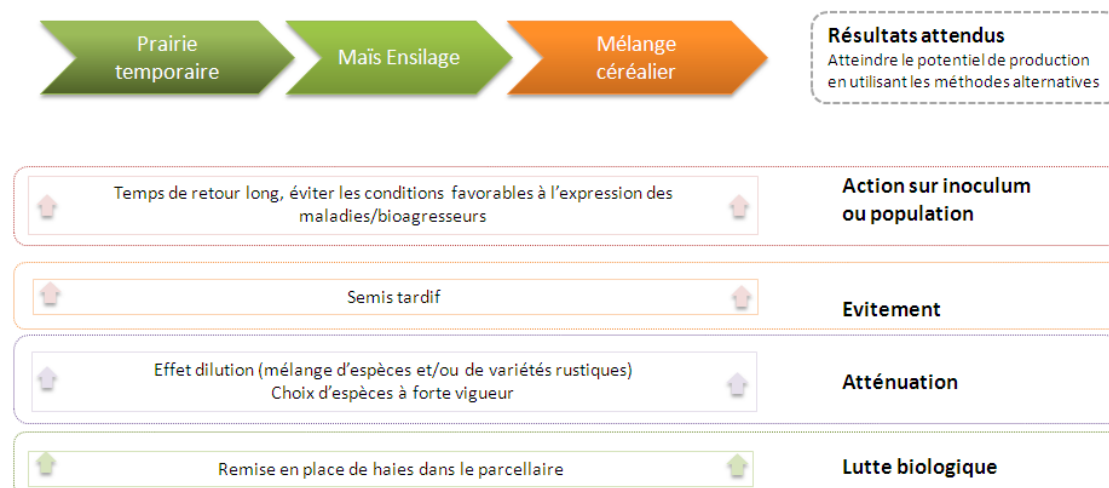 Prairie
temporaire
Maïs Ensilage
Mélange
céréalier
Résultats attendus
Atteindre le potentiel de production
en utilisant les méthodes alternatives
Temps de retour long, éviter les conditions favorables à l’expression des
maladies/bioagresseurs
Action sur inoculum
ou population
Semis tardif
Evitement
Effet dilution (mélange d’espèces et/ou de variétés rustiques)
Choix d’espèces à forte vigueur
Atténuation
Remise en place de haies dans le parcellaire
Lutte biologique